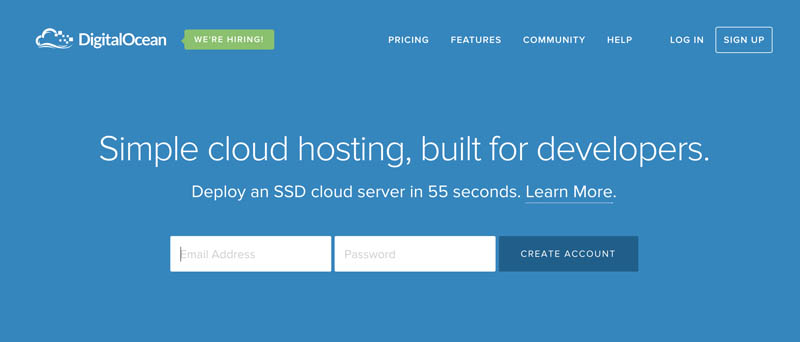 DigitalOcean WE'RE HIRING! PRICING FEATURES COMMUNITY HELP LOG IN SIGN UP
Simple cloud hosting, built for developers.
Deploy an SSD cloud server in 55 seconds. Learn More.
Email Address Password CREATE ACCOUNT